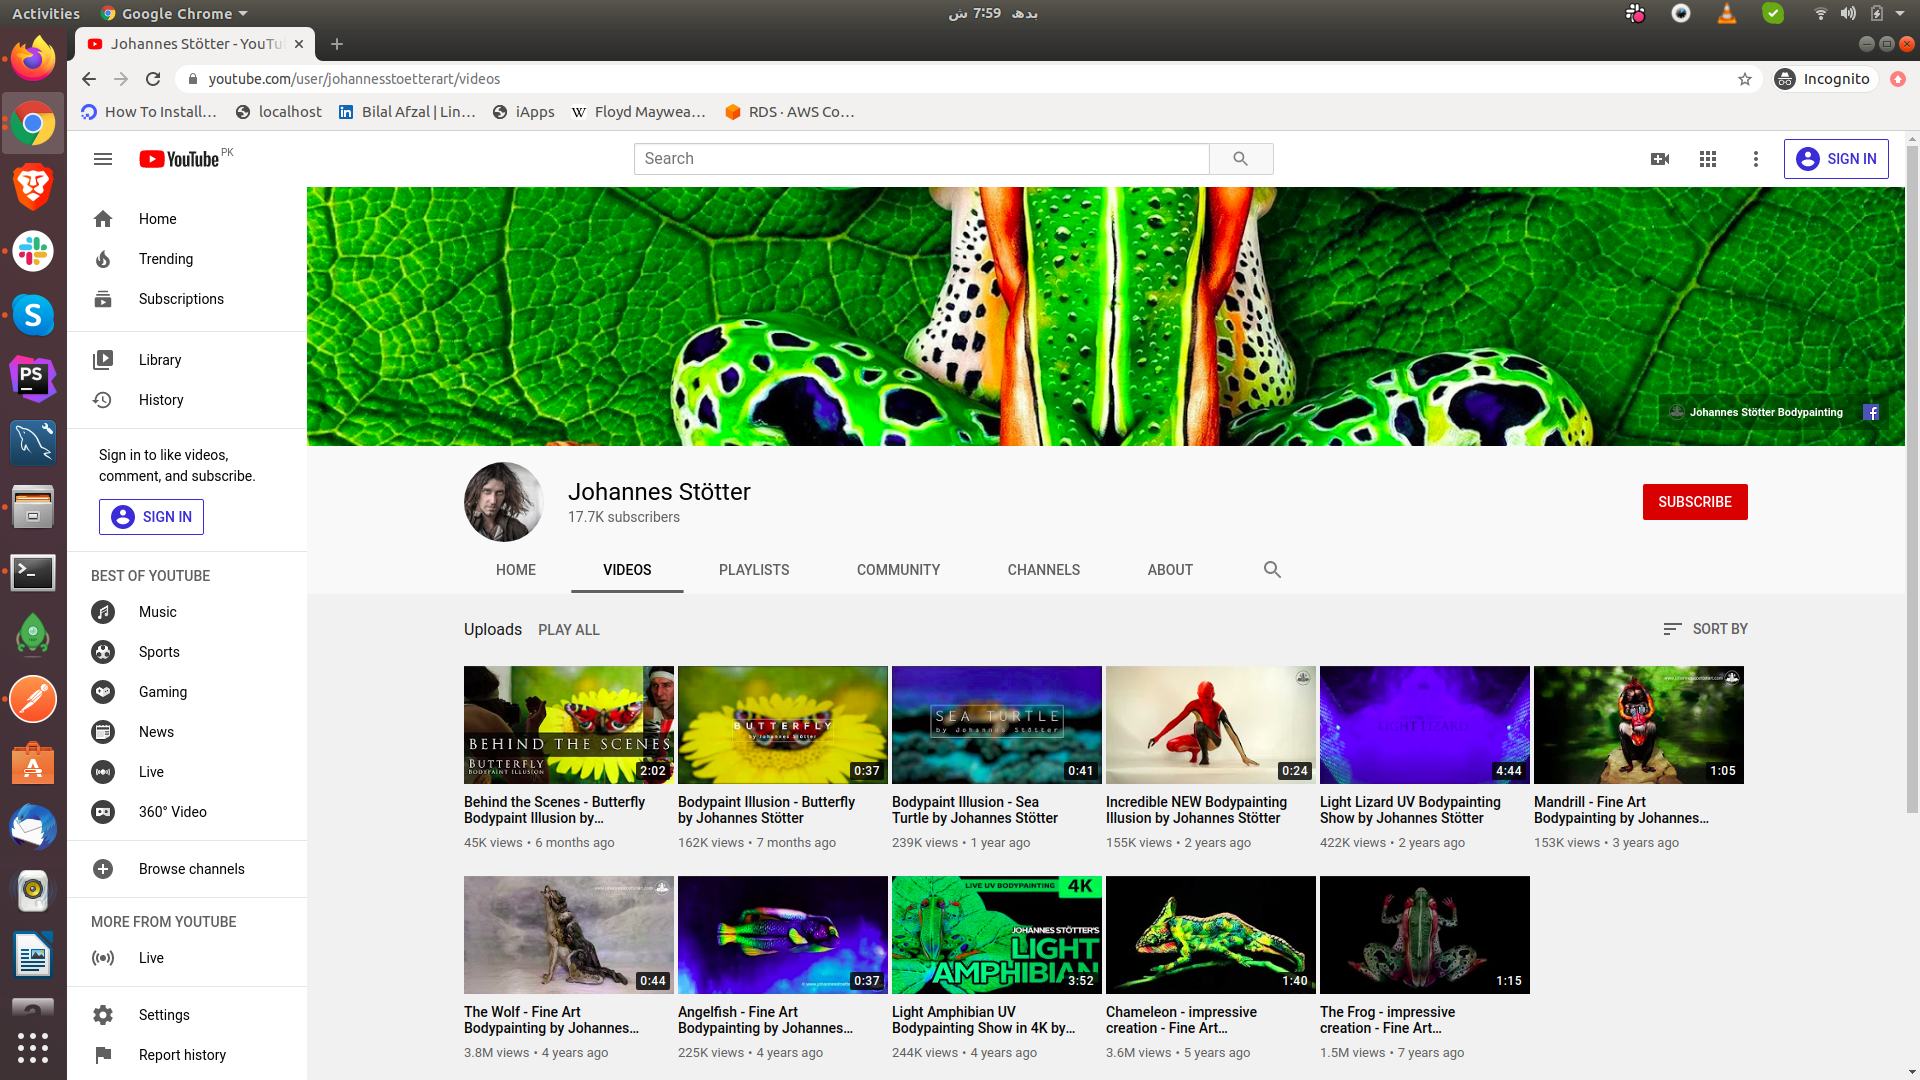 Activities
Google Chrome
بدھ 7:59 ش
Johannes Stötter - YouTu
youtube.com/user/johannesstoetterart/videos
Incognito
How To Install…
localhost
Bilal Afzal | Lin…
iApps
Floyd Maywea…
RDS · AWS Co…
YouTube PK
Search
SIGN IN
Home
Trending
Subscriptions
Library
History
Sign in to like videos,
comment, and subscribe.
SIGN IN
BEST OF YOUTUBE
Music
Sports
Gaming
News
Live
360° Video
Browse channels
MORE FROM YOUTUBE
Live
Settings
Report history
Johannes Stötter Bodypainting
Johannes Stötter
17.7K subscribers
SUBSCRIBE
HOME
VIDEOS
PLAYLISTS
COMMUNITY
CHANNELS
ABOUT
Uploads
PLAY ALL
SORT BY
BEHIND THE SCENES
BUTTERFLY
BODYPAINT ILLUSION
2:02
Behind the Scenes - Butterfly
Bodypaint Illusion by…
45K views • 6 months ago
BUTTERFLY
by Johannes Stötter
0:37
Bodypaint Illusion - Butterfly
by Johannes Stötter
162K views • 7 months ago
SEA TURTLE
by Johannes Stötter
0:41
Bodypaint Illusion - Sea
Turtle by Johannes Stötter
239K views • 1 year ago
0:24
Incredible NEW Bodypainting
Illusion by Johannes Stötter
155K views • 2 years ago
LIGHT LIZARD
4:44
Light Lizard UV Bodypainting
Show by Johannes Stötter
422K views • 2 years ago
1:05
Mandrill - Fine Art
Bodypainting by Johannes…
153K views • 3 years ago
0:44
The Wolf - Fine Art
Bodypainting by Johannes…
3.8M views • 4 years ago
0:37
Angelfish - Fine Art
Bodypainting by Johannes…
225K views • 4 years ago
LIVE UV BODYPAINTING 4K
JOHANNES STÖTTER'S
LIGHT
AMPHIBIAN
3:52
Light Amphibian UV
Bodypainting Show in 4K by…
244K views • 4 years ago
1:40
Chameleon - impressive
creation - Fine Art…
3.6M views • 5 years ago
1:15
The Frog - impressive
creation - Fine Art…
1.5M views • 7 years ago
PS